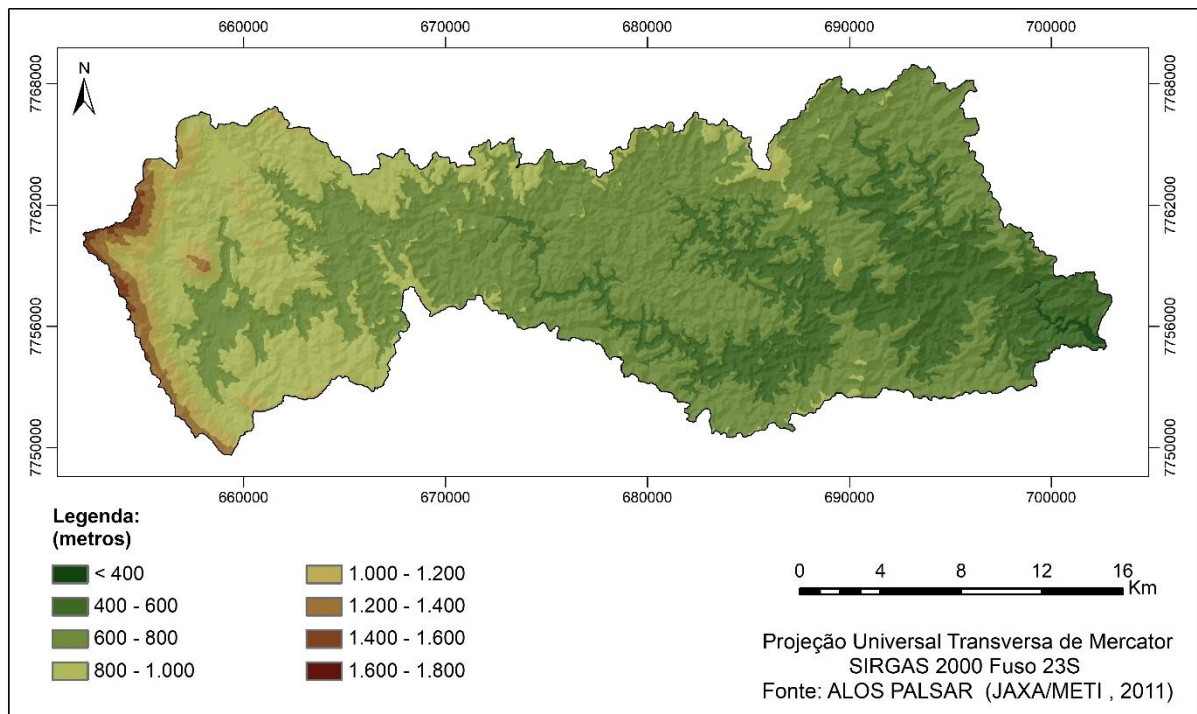 660000 670000 680000 690000 700000
7768000 7768000
N
7762000 7762000
7756000 7756000
7750000 7750000
660000 670000 680000 690000 700000
Legenda:
(metros)
< 400
400 - 600
600 - 800
800 - 1.000
1.000 - 1.200
1.200 - 1.400
1.400 - 1.600
1.600 - 1.800
0 4 8 12 16
Km
Projeção Universal Transversa de Mercator
SIRGAS 2000 Fuso 23S
Fonte: ALOS PALSAR (JAXA/METI , 2011)